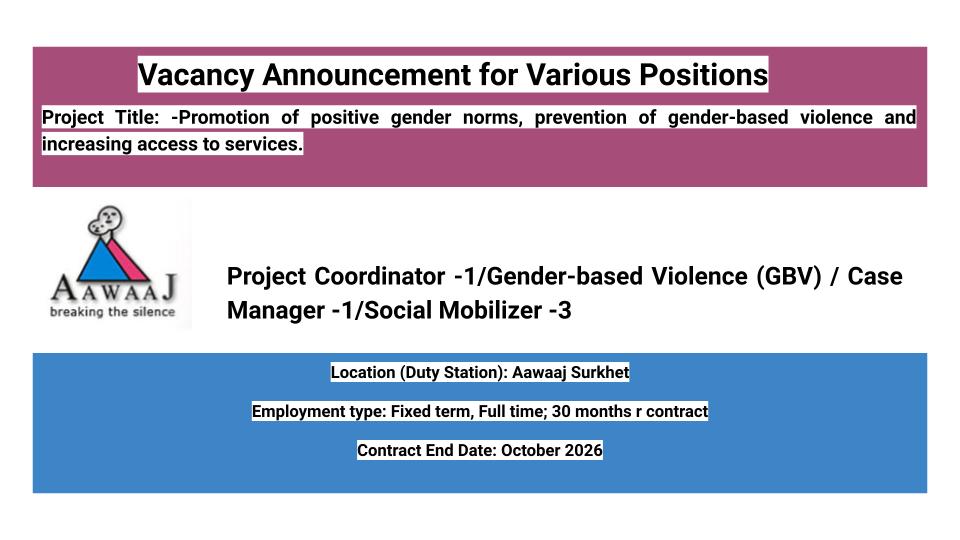 Vacancy Announcement for Various Positions
Project Title: -Promotion of positive gender norms, prevention of gender-based violence and
increasing access to services.
AAWAAJ
breaking the silence
Project Coordinator -1/Gender-based Violence (GBV) / Case
Manager -1/Social Mobilizer -3
Location (Duty Station): Aawaaj Surkhet
Employment type: Fixed term, Full time; 30 months r contract
Contract End Date: October 2026